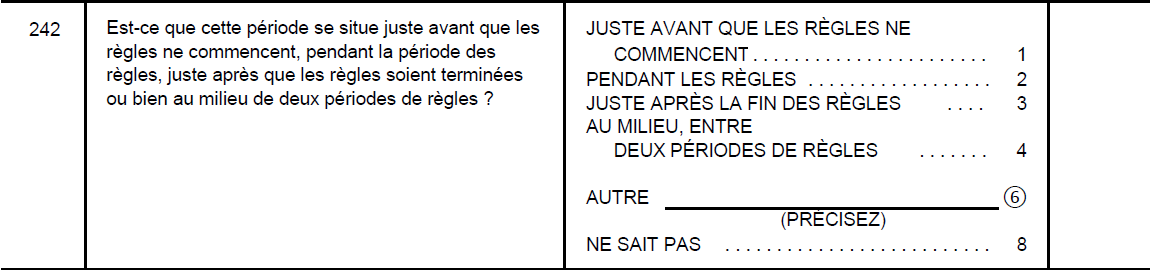 242
Est-ce que cette période se situe juste avant que les
règles ne commencent, pendant la période des
règles, juste après que les règles soient terminées
ou bien au milieu de deux périodes de règles ?
JUSTE AVANT QUE LES RÈGLES NE
COMMENCENT . . . . . . . . . . . . . . . . . . . . . . . 1
PENDANT LES RÈGLES . . . . . . . . . . . . . . . . . . 2
JUSTE APRÈS LA FIN DES RÈGLES . . . . 3
AU MILIEU, ENTRE
DEUX PÉRIODES DE RÈGLES . . . . . . . 4
AUTRE ⑥
(PRÉCISEZ)
NE SAIT PAS . . . . . . . . . . . . . . . . . . . . . . . . . . 8